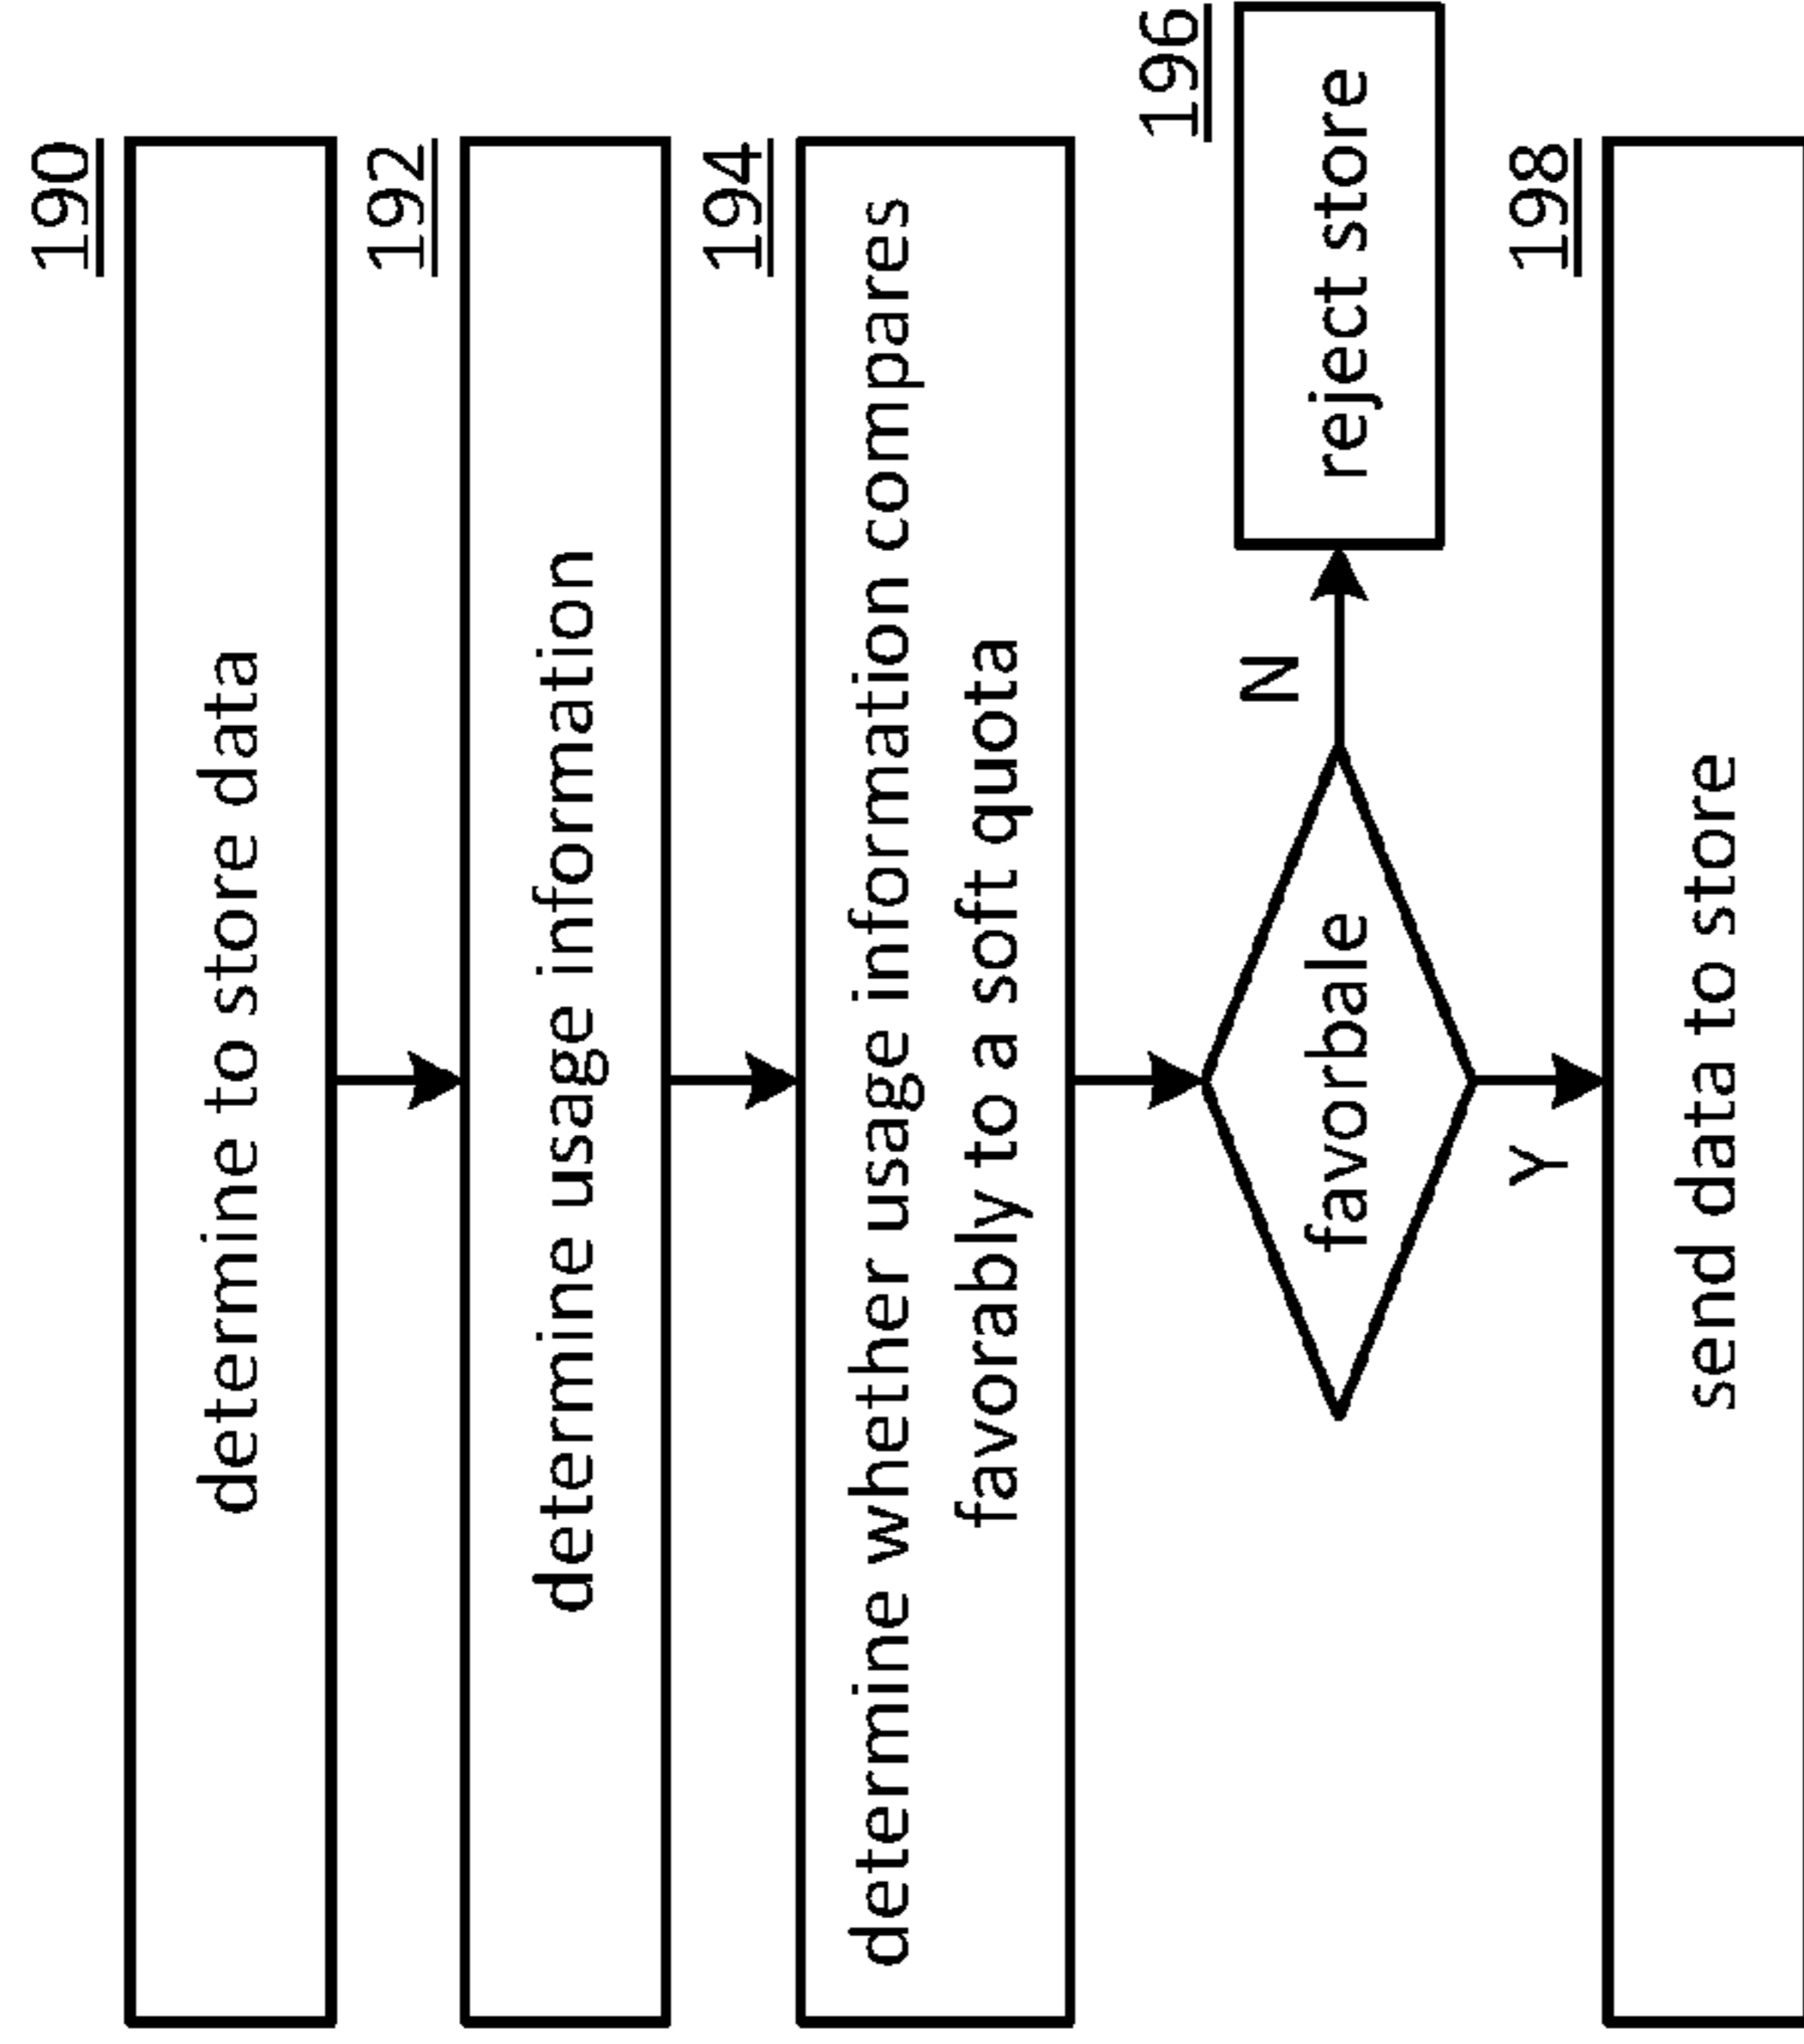 190
determine to store data
192
determine usage information
194
determine whether usage information compares
favorably to a soft quota
196
favorbale
N
reject store
Y
198
send data to store